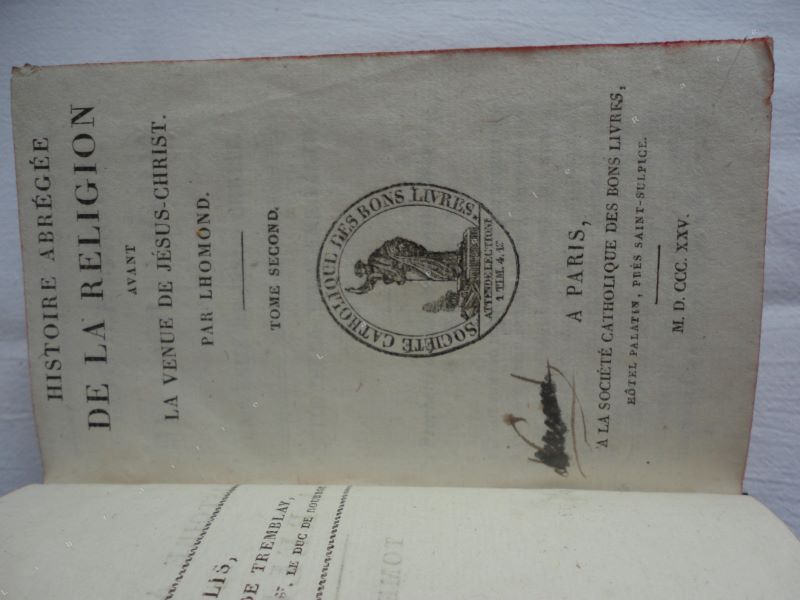 HISTOIRE ABRÉGÉE
DE LA RELIGION
AVANT
LA VENUE DE JÉSUS-CHRIST.
PAR LHOMOND.
TOME SECOND.
SOCIÉTÉ CATHOLIQUE DES BONS LIVRES.
ATTENDE LECTIONI
1 TIM. 4. 13
A PARIS,
A LA SOCIÉTÉ CATHOLIQUE DES BONS LIVRES,
HÔTEL PALATIN, PRÈS SAINT-SULPICE.
M. D. CCC. XXV.
LIS,
DE TREMBLAY,
LE DUC DE